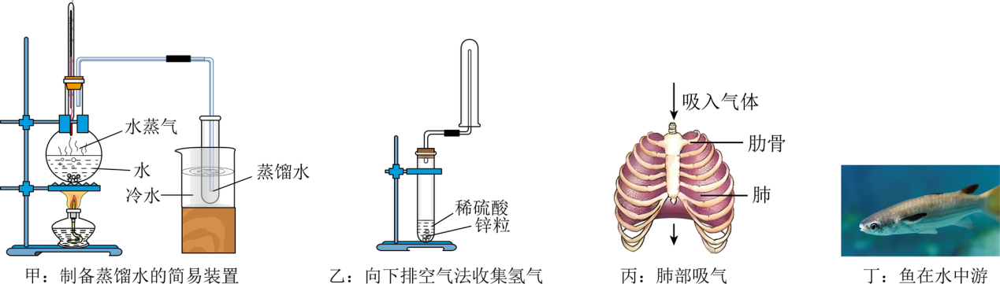 水蒸气
水
冷水
蒸馏水
甲：制备蒸馏水的简易装置
稀硫酸
锌粒
乙：向下排空气法收集氢气
吸入气体
肋骨
肺
丙：肺部吸气
丁：鱼在水中游